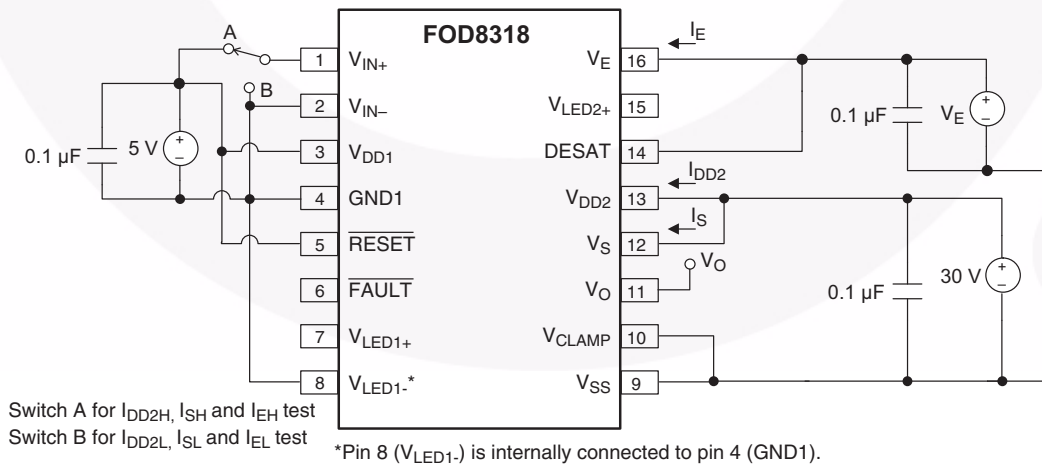 FOD8318
A
B
0.1 µF
5 V
1 V_IN+
2 V_IN–
3 V_DD1
4 GND1
5 RESET
6 FAULT
7 V_LED1+
8 V_LED1-*
V_E 16
V_LED2+ 15
DESAT 14
V_DD2 13
V_S 12
V_O 11
V_CLAMP 10
V_SS 9
I_E
I_DD2
I_S
V_O
0.1 µF
V_E
0.1 µF
30 V
+
–
+
–
+
–
Switch A for I_DD2H, I_SH and I_EH test
Switch B for I_DD2L, I_SL and I_EL test
*Pin 8 (V_LED1-) is internally connected to pin 4 (GND1).